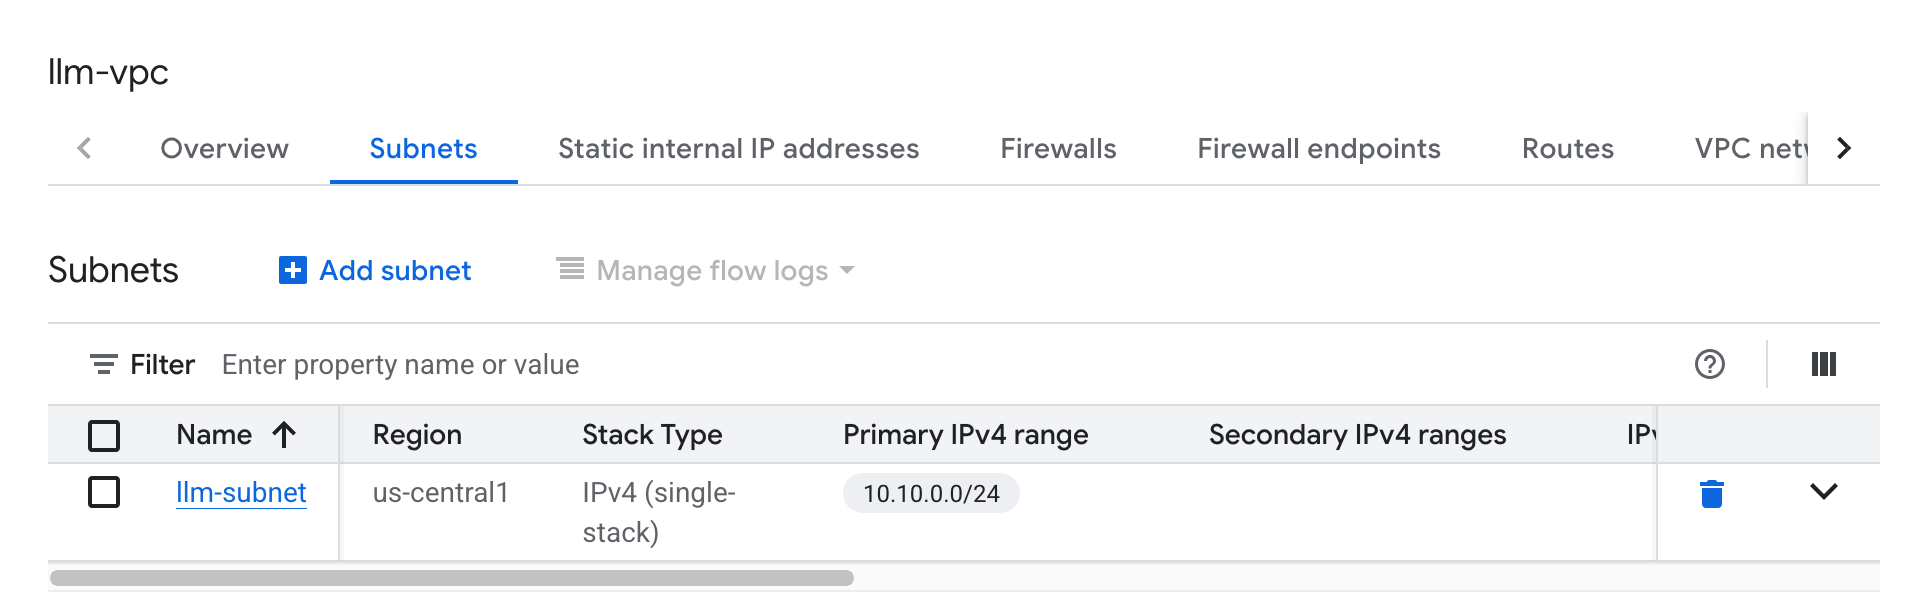 llm-vpc
Overview Subnets Static internal IP addresses Firewalls Firewall endpoints Routes VPC
Subnets Add subnet Manage flow logs
Filter Enter property name or value
Name Region Stack Type Primary IPv4 range Secondary IPv4 ranges
llm-subnet us-central1 IPv4 (single-
stack) 10.10.0.0/24